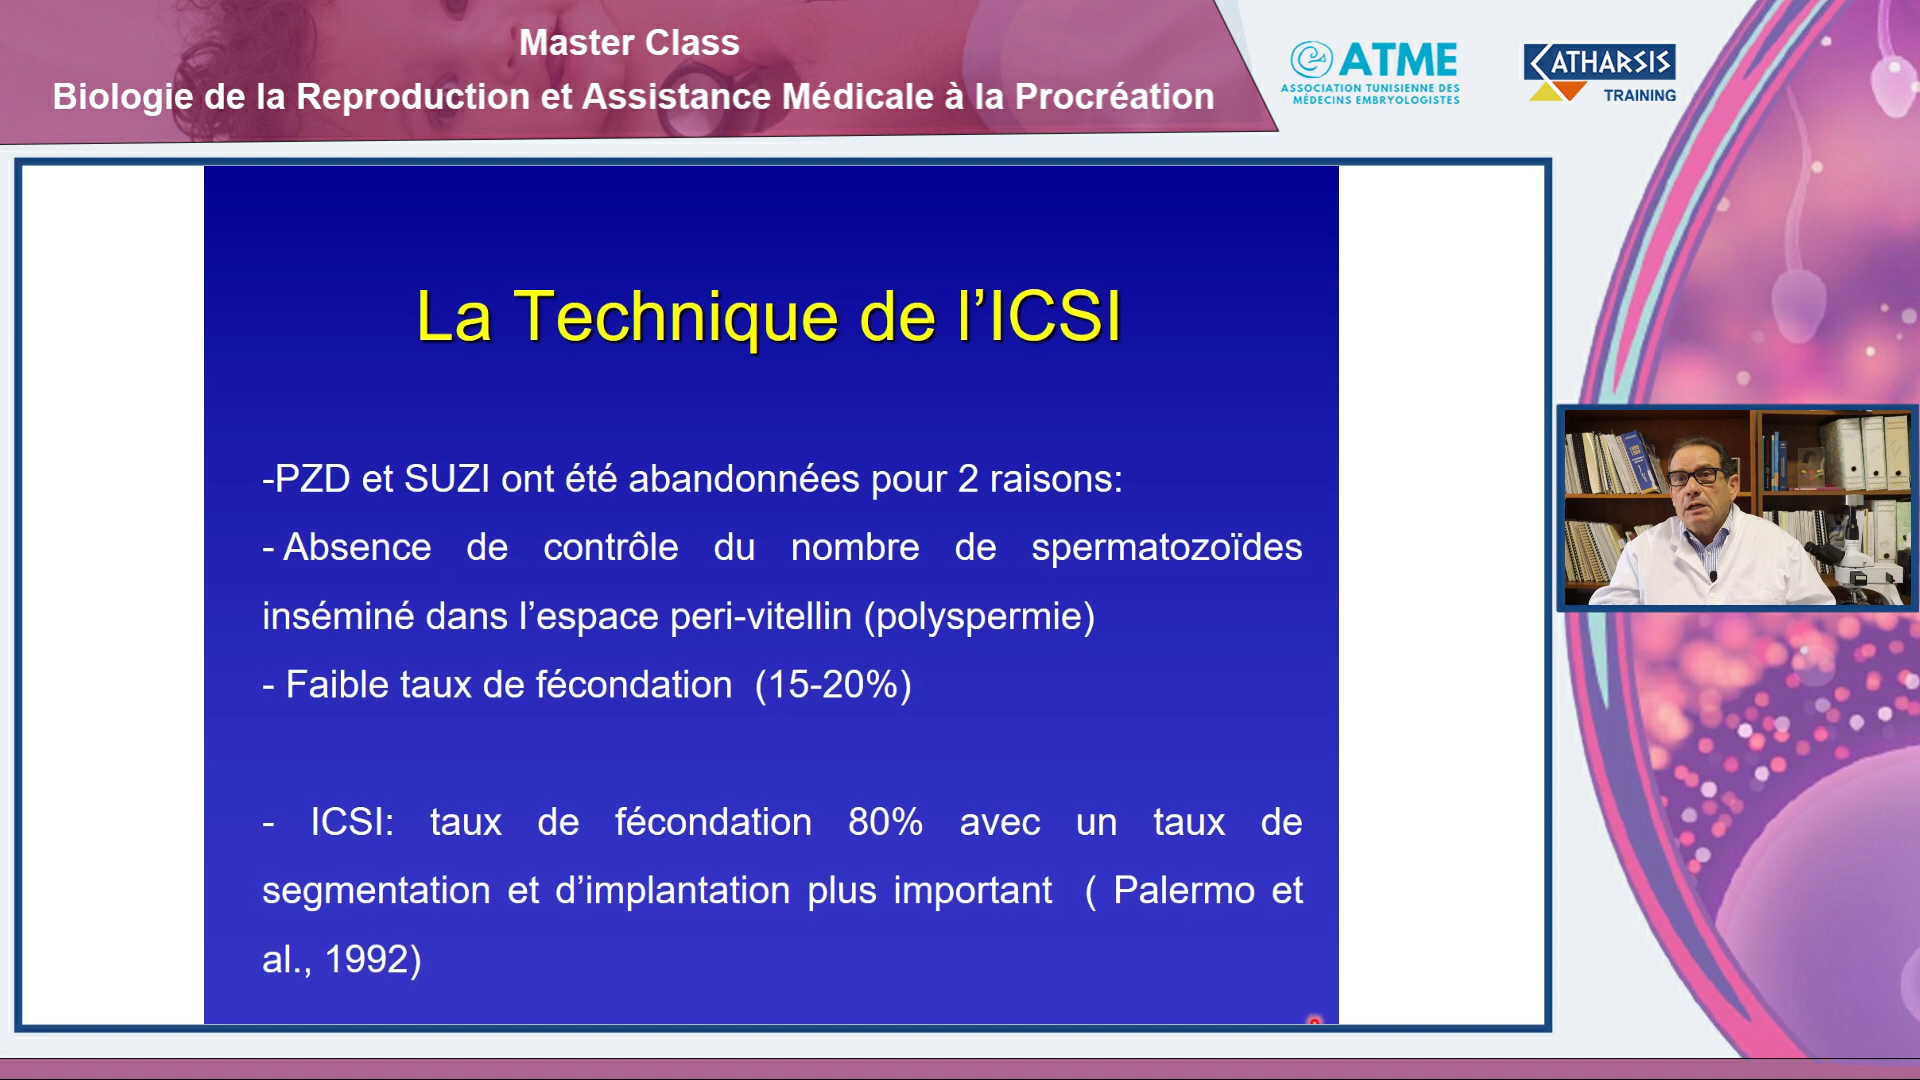 Master Class
Biologie de la Reproduction et Assistance Médicale à la Procréation
ATME
ASSOCIATION TUNISIENNE DES
MÉDECINS EMBRYOLOGISTES
CATHARSIS
TRAINING
La Technique de l’ICSI
-PZD et SUZI ont été abandonnées pour 2 raisons:
- Absence de contrôle du nombre de spermatozoïdes
inséminé dans l’espace peri-vitellin (polyspermie)
- Faible taux de fécondation (15-20%)
- ICSI: taux de fécondation 80% avec un taux de
segmentation et d’implantation plus important ( Palermo et
al., 1992)